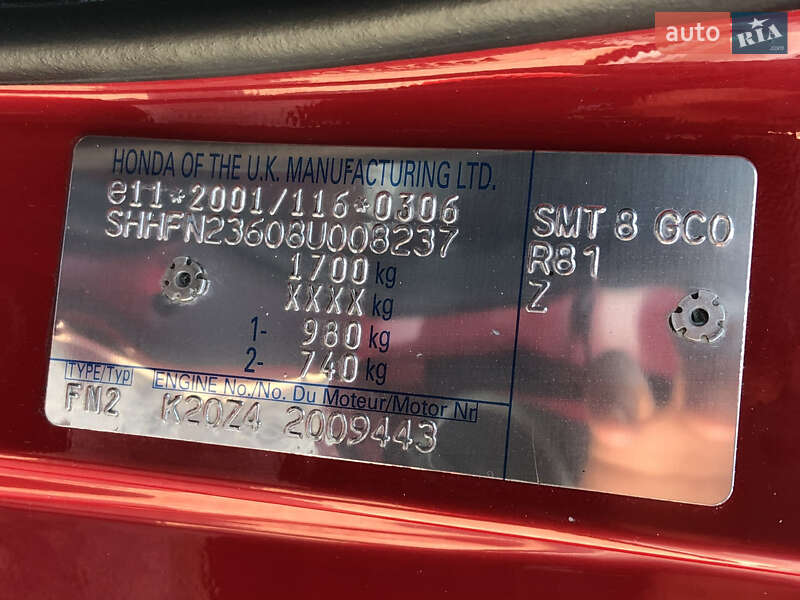 auto RIA.com
HONDA OF THE U.K. MANUFACTURING LTD.
e11*2001/116*0306
SHHFN23608U008237
1700 kg
XXXX kg
1- 980 kg
2- 740 kg
TYPE/Typ ENGINE No./No. Du Moteur/Motor Nr
FN2 K20Z4 2009443
SMT 8 GCO
R81
Z